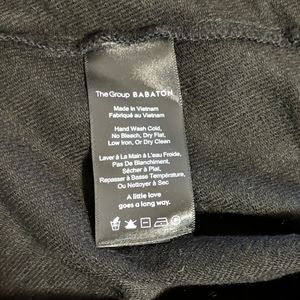 The Group BABATON
Made in Vietnam
Fabriqué au Vietnam
Hand Wash Cold,
No Bleach, Dry Flat,
Low Iron, Or Dry Clean
Laver à La Main à L'eau Froide,
Pas De Blanchiment,
Sécher à Plat,
Repasser à Basse Température,
Ou Nettoyer à Sec
A little love
goes a long way.